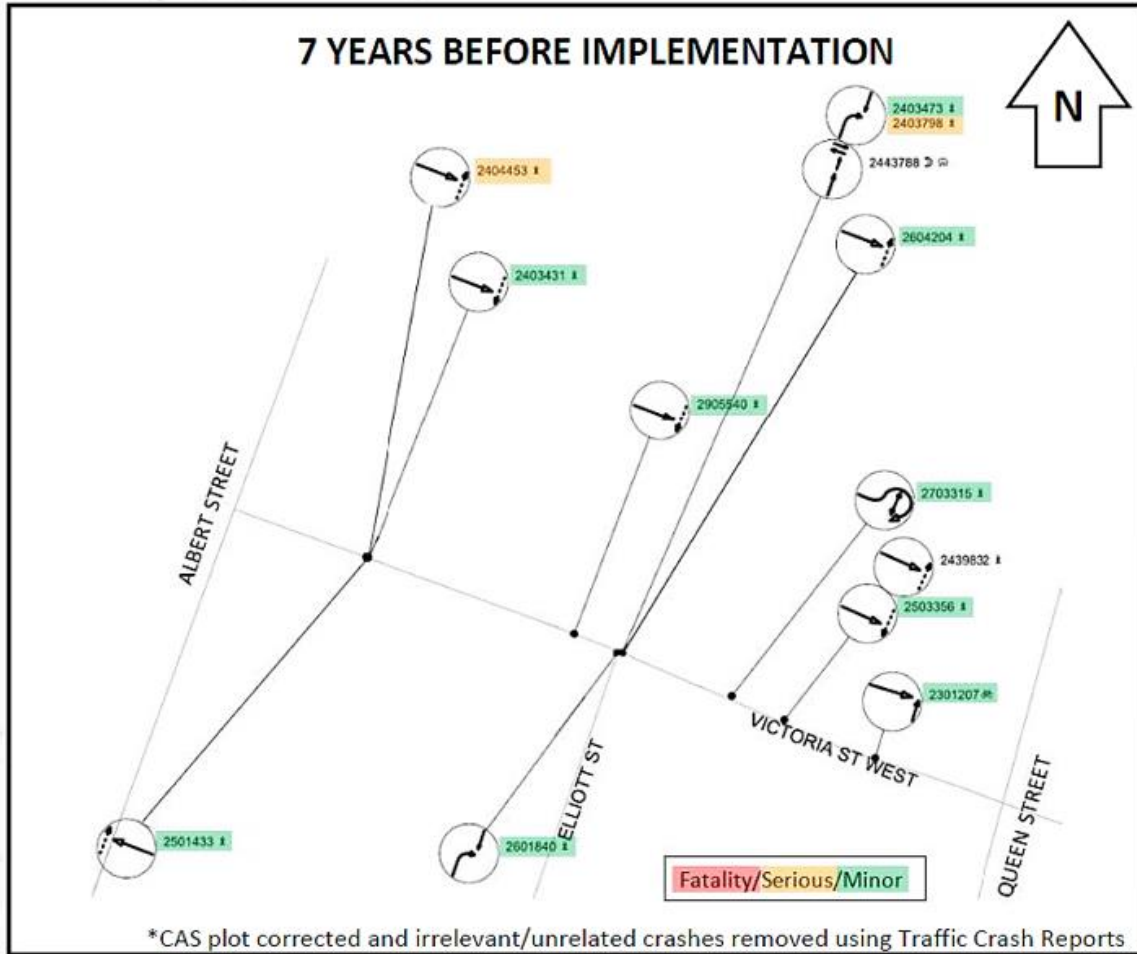 7 YEARS BEFORE IMPLEMENTATION
N
2403473
2403798
2443788
2404453
2604204
2403431
2905540
ALBERT STREET
2703315
2439832
2503356
2301207
VICTORIA ST WEST
ELLIOTT ST
QUEEN STREET
2501433
2601840
Fatality/Serious/Minor
*CAS plot corrected and irrelevant/unrelated crashes removed using Traffic Crash Reports